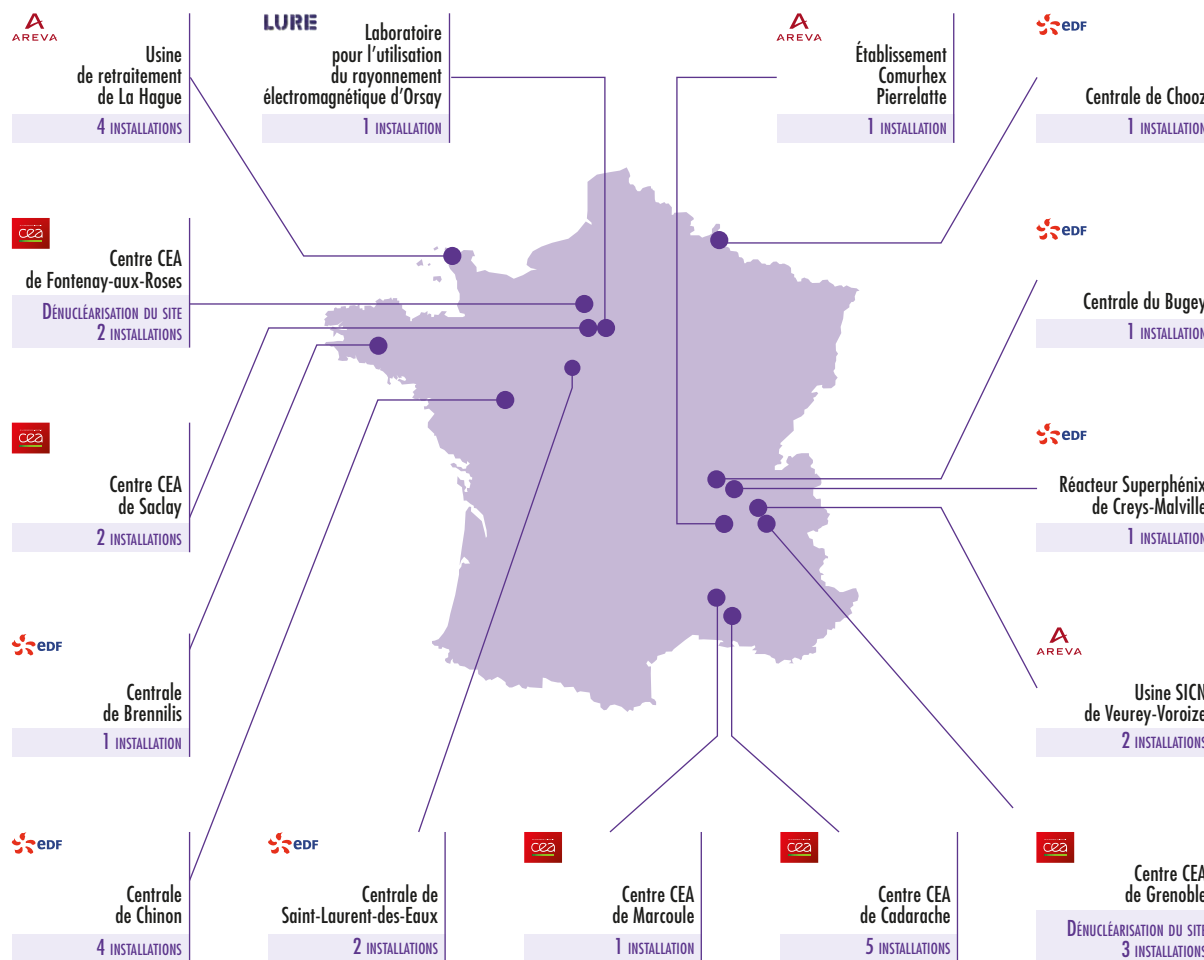 AREVA
Usine
de retraitement
de La Hague
4 INSTALLATIONS
LURE
Laboratoire
pour l'utilisation
du rayonnement
électromagnétique d'Orsay
1 INSTALLATION
AREVA
Établissement
Comurhex
Pierrelatte
1 INSTALLATION
eDF
Centrale de Chooz
1 INSTALLATION
cea
Centre CEA
de Fontenay-aux-Roses
DÉNUCLÉARISATION DU SITE
2 INSTALLATIONS
eDF
Centrale du Bugey
1 INSTALLATION
cea
Centre CEA
de Saclay
2 INSTALLATIONS
eDF
Réacteur Superphénix
de Creys-Malville
1 INSTALLATION
eDF
Centrale
de Brennilis
1 INSTALLATION
AREVA
Usine SICN
de Veurey-Voroize
2 INSTALLATIONS
eDF
Centrale
de Chinon
4 INSTALLATIONS
eDF
Centrale de
Saint-Laurent-des-Eaux
2 INSTALLATIONS
cea
Centre CEA
de Marcoule
1 INSTALLATION
cea
Centre CEA
de Cadarache
5 INSTALLATIONS
cea
Centre CEA
de Grenoble
DÉNUCLÉARISATION DU SITE
3 INSTALLATIONS